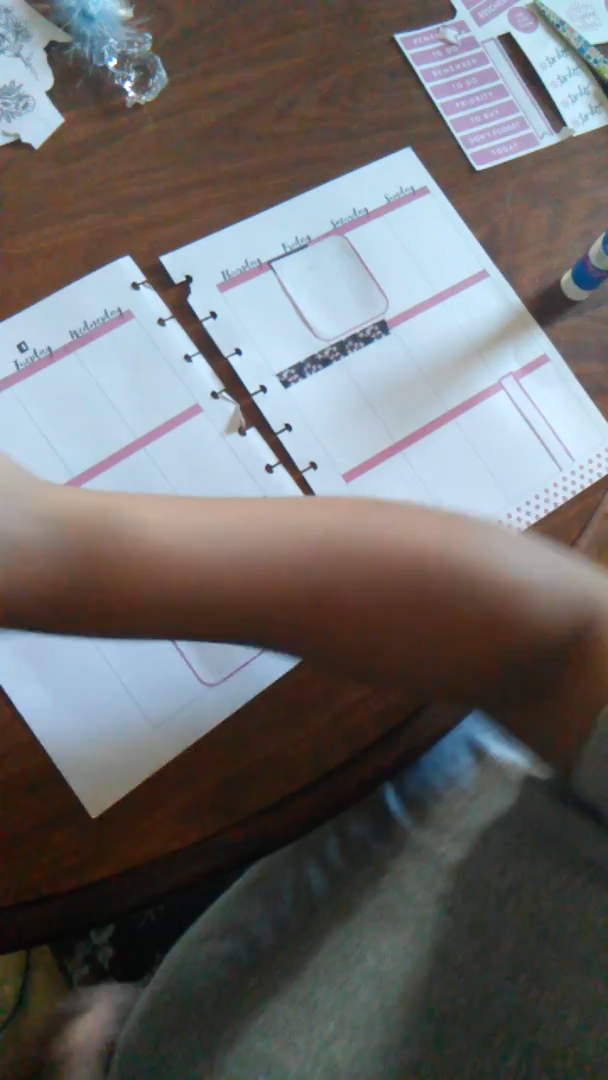 TO DO
REMEMBER
TO DO
PRIORITY
TO BUY
DON'T FORGET
TODAY
Tuesday
Wednesday
Thursday
Friday
Saturday
Sunday